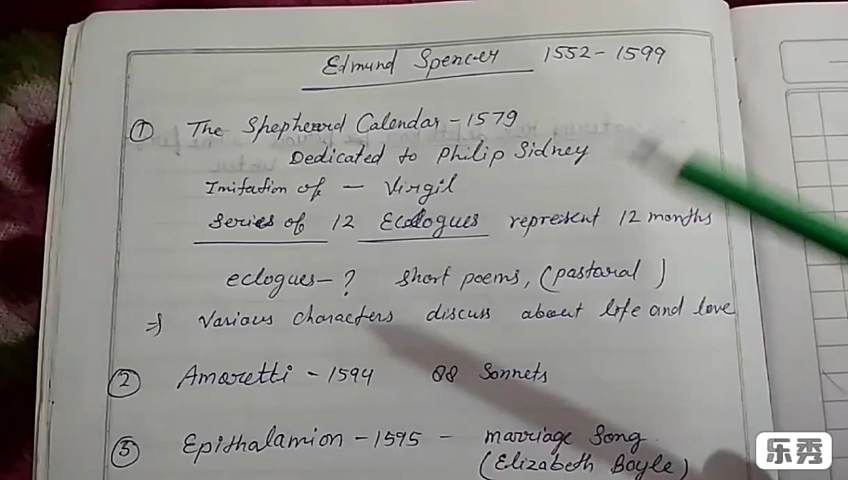 Edmund Spencer 1552-1599
① The Shepheard Calendar - 1579
Dedicated to Philip Sidney
Imitation of - Virgil
Series of 12 Eclogues represent 12 months
eclogues - ? short poems, (pastoral)
⇒ Various characters discuss about life and love
② Amoretti - 1594 88 Sonnets
③ Epithalamion - 1595 - marriage song
(Elizabeth Boyle)
乐秀